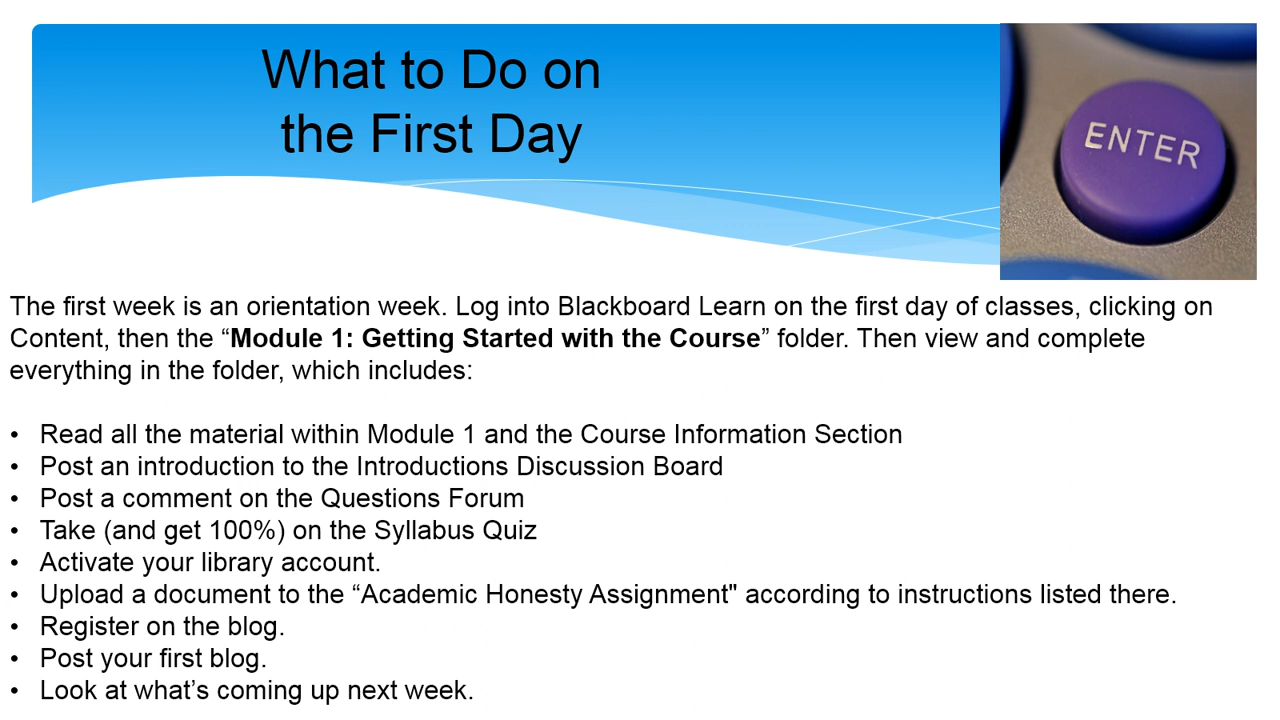 What to Do on
the First Day
ENTER
The first week is an orientation week. Log into Blackboard Learn on the first day of classes, clicking on
Content, then the “Module 1: Getting Started with the Course” folder. Then view and complete
everything in the folder, which includes:
• Read all the material within Module 1 and the Course Information Section
• Post an introduction to the Introductions Discussion Board
• Post a comment on the Questions Forum
• Take (and get 100%) on the Syllabus Quiz
• Activate your library account.
• Upload a document to the “Academic Honesty Assignment" according to instructions listed there.
• Register on the blog.
• Post your first blog.
• Look at what’s coming up next week.